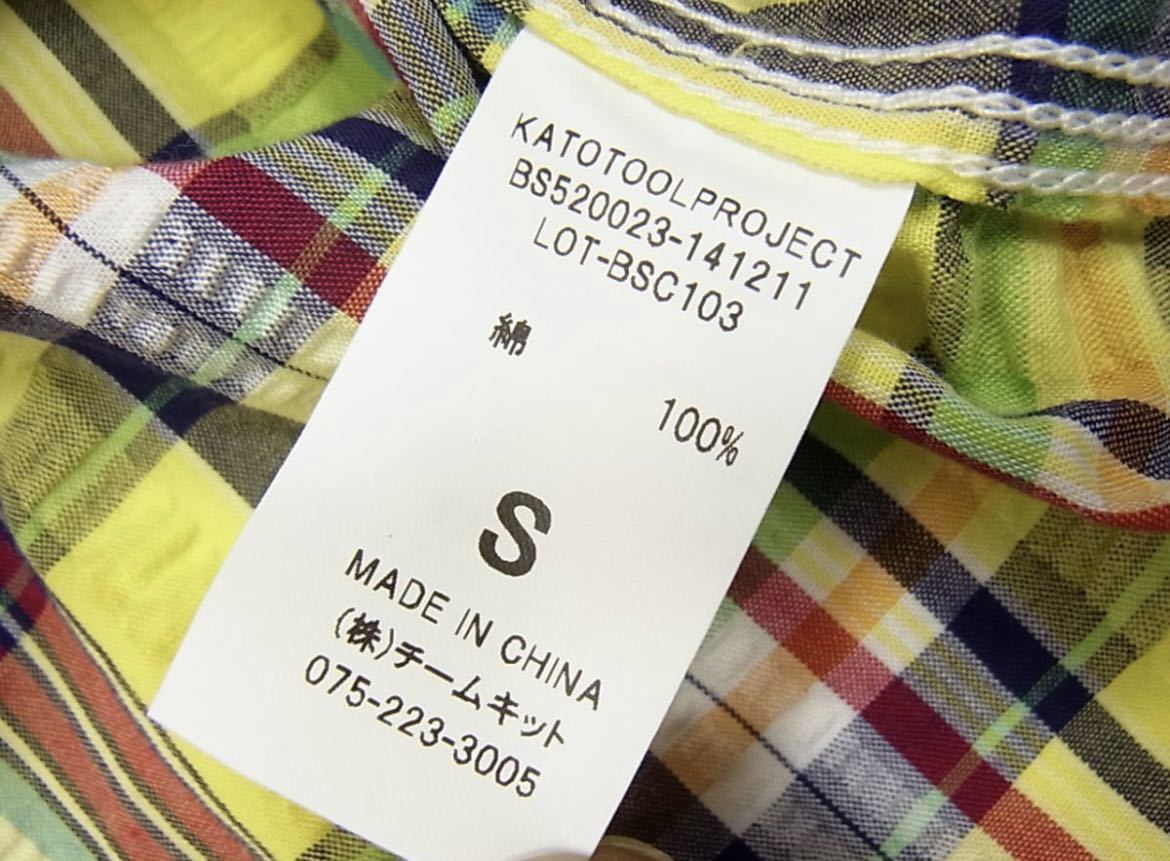 KATOTOOLPROJECT
BS520023-141211
LOT-BSC103
綿 100%
S
MADE IN CHINA
(株)チームキット
075-223-3005